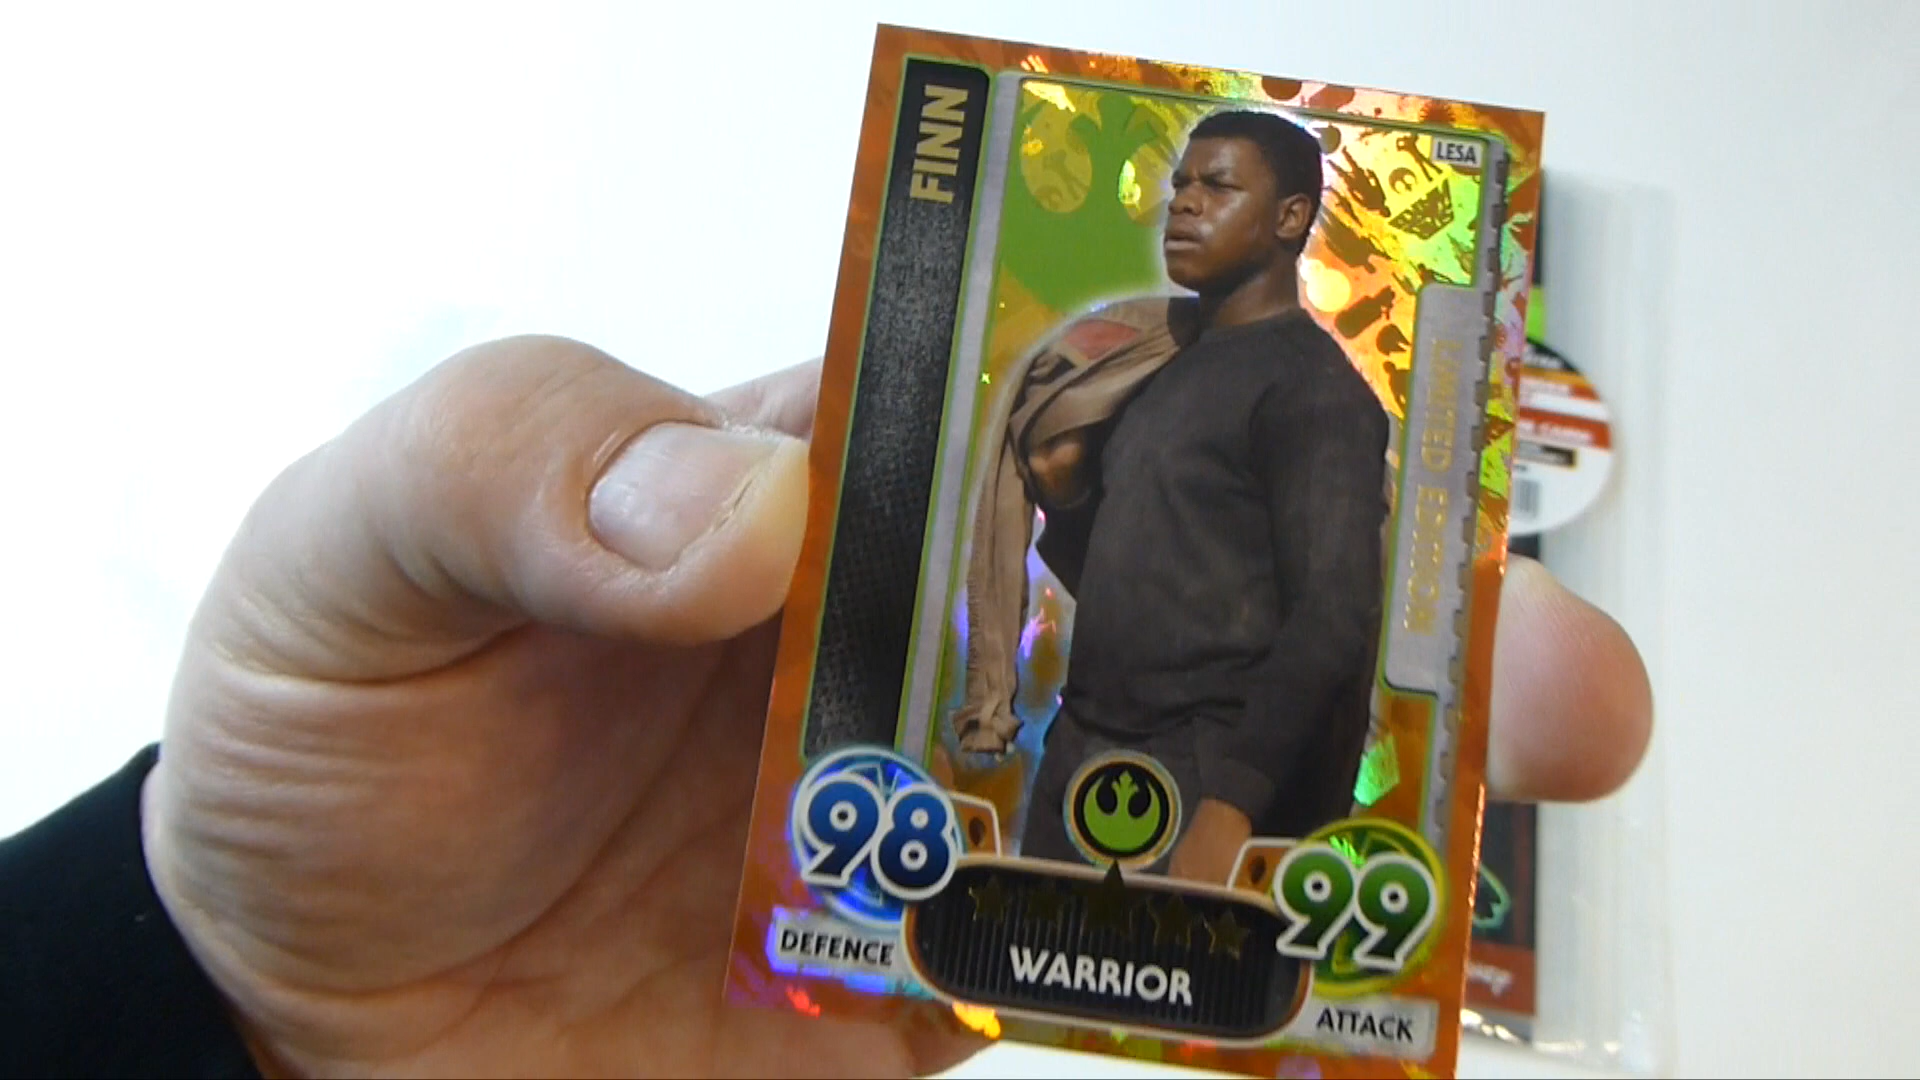 FINN
LESA
LIMITED EDITION
98
99
DEFENCE
WARRIOR
ATTACK